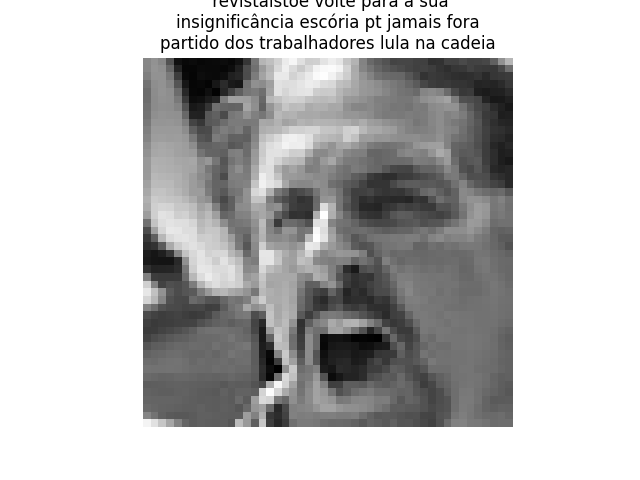 revistaistoe volte para a sua
insignificância escória pt jamais fora
partido dos trabalhadores lula na cadeia